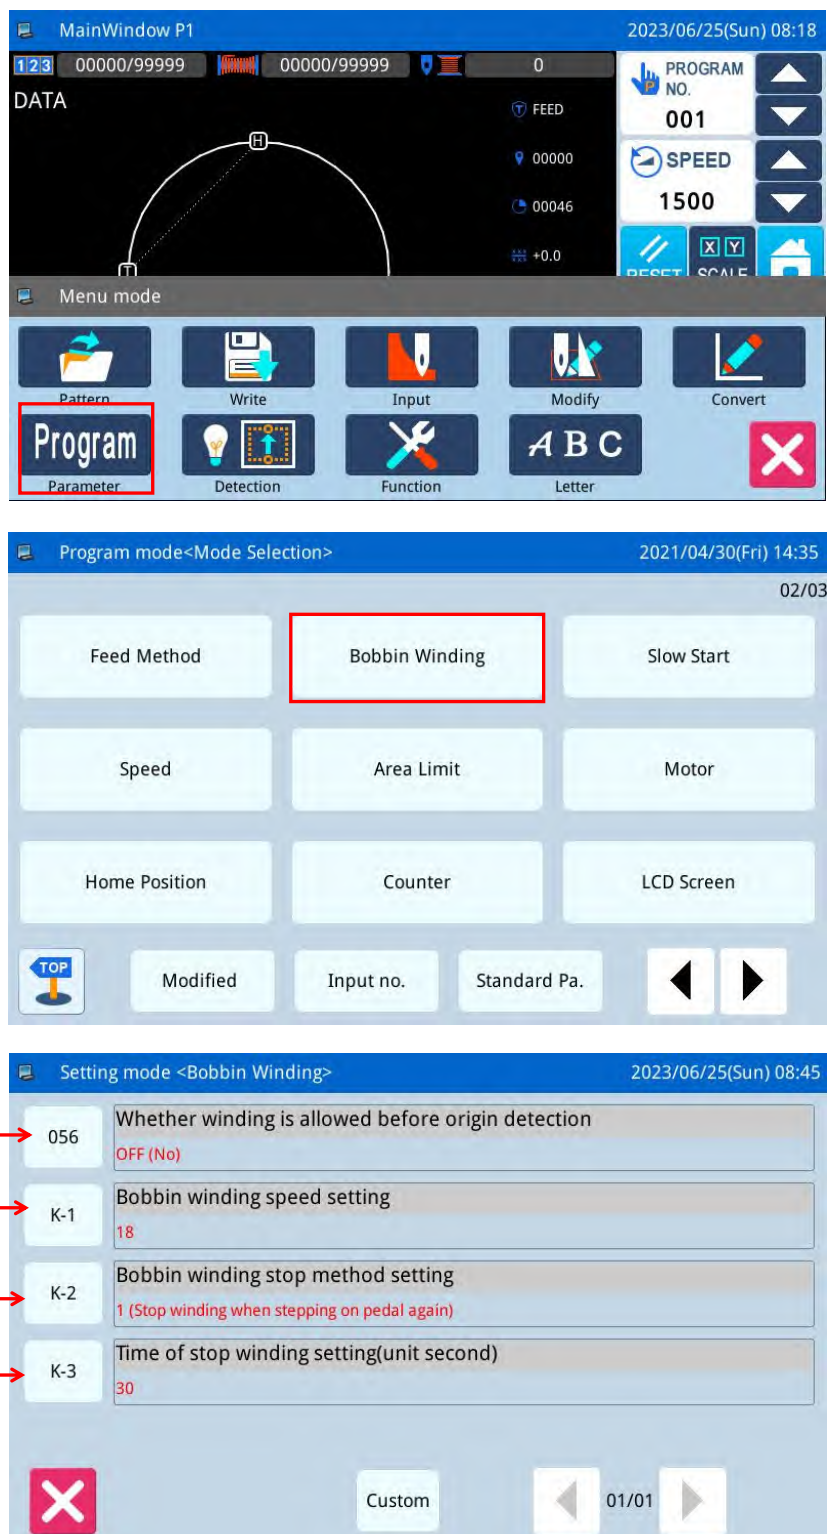 MainWindow P1 2023/06/25(Sun) 08:18
123 00000/99999 00000/99999 0
PROGRAM
NO.
001
DATA
FEED
H
00000
SPEED
1500
00046
X Y
+0.0
T
RESET SCALE
Menu mode
Pattern Write Input Modify Convert
Program A B C
Parameter Detection Function Letter
Program mode<Mode Selection> 2021/04/30(Fri) 14:35
02/03
Feed Method Bobbin Winding Slow Start
Speed Area Limit Motor
Home Position Counter LCD Screen
TOP Modified Input no. Standard Pa.
Setting mode <Bobbin Winding> 2023/06/25(Sun) 08:45
056 Whether winding is allowed before origin detection
OFF (No)
K-1 Bobbin winding speed setting
18
K-2 Bobbin winding stop method setting
1 (Stop winding when stepping on pedal again)
K-3 Time of stop winding setting(unit second)
30
Custom 01/01